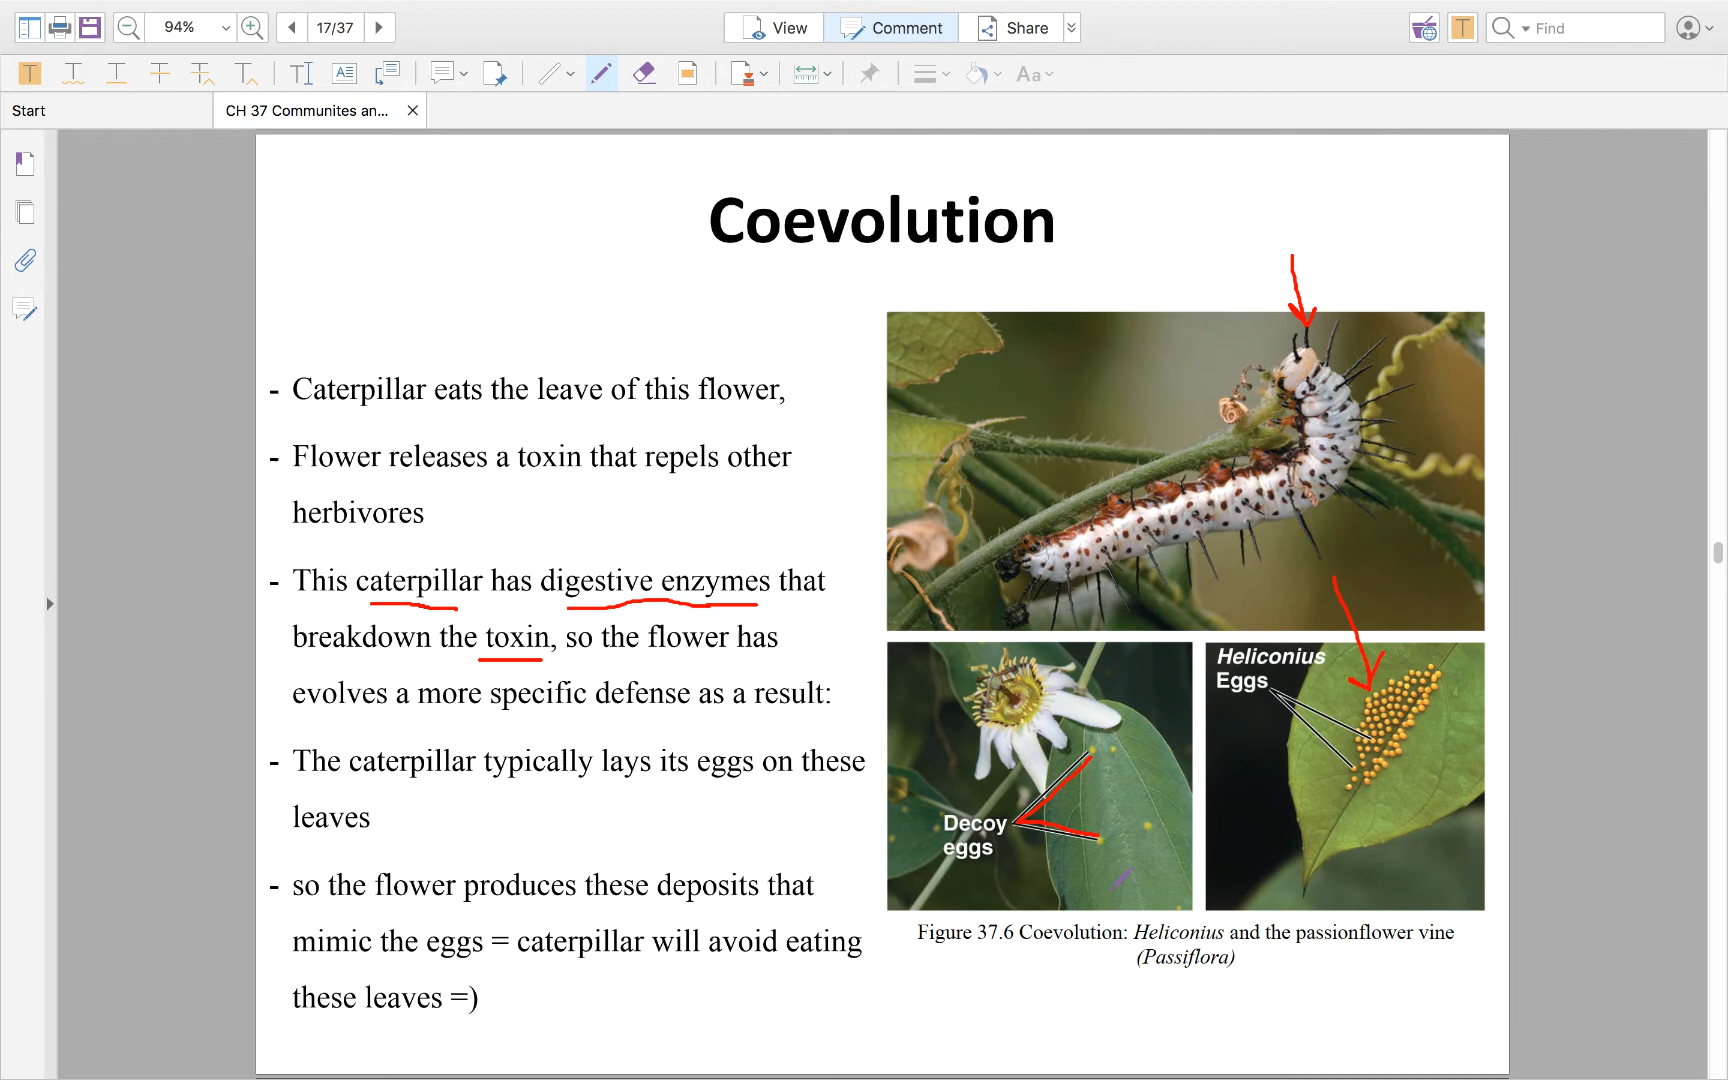 94%
17/37
View
Comment
Share
Find
Aa
Start
CH 37 Communites an...
Coevolution
- Caterpillar eats the leave of this flower,
- Flower releases a toxin that repels other
herbivores
- This caterpillar has digestive enzymes that
breakdown the toxin, so the flower has
evolves a more specific defense as a result:
- The caterpillar typically lays its eggs on these
leaves
- so the flower produces these deposits that
mimic the eggs = caterpillar will avoid eating
these leaves =)
Decoy
eggs
Heliconius
Eggs
Figure 37.6 Coevolution: Heliconius and the passionflower vine
(Passiflora)